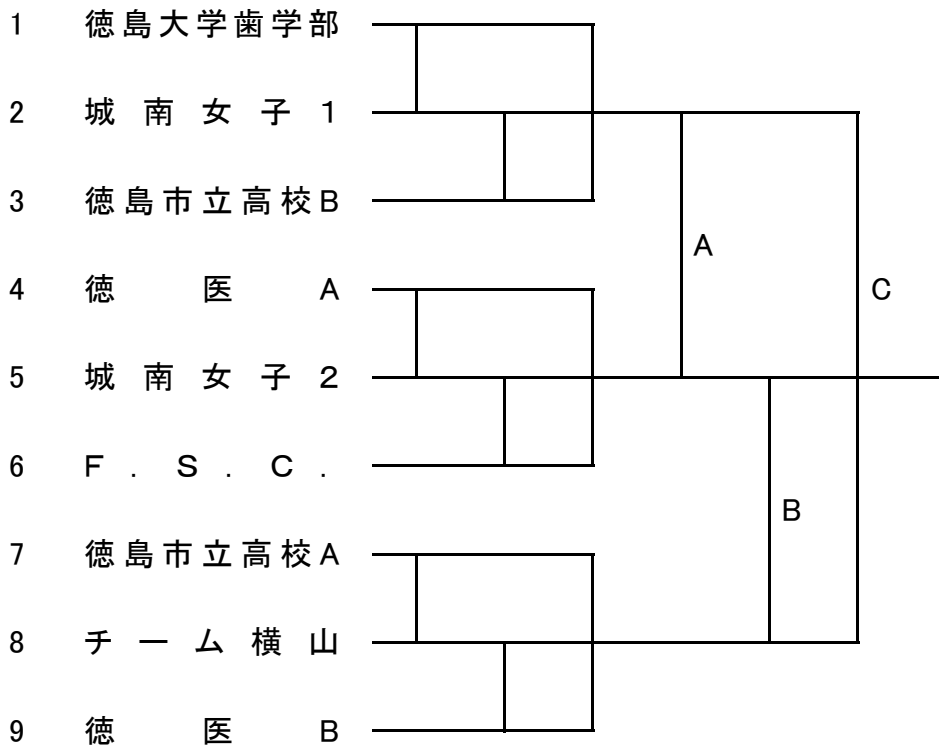 1 徳島大学歯学部
2 城南女子1
3 徳島市立高校B
A
4 徳医A
C
5 城南女子2
6 F.S.C.
B
7 徳島市立高校A
8 チーム横山
9 徳医B